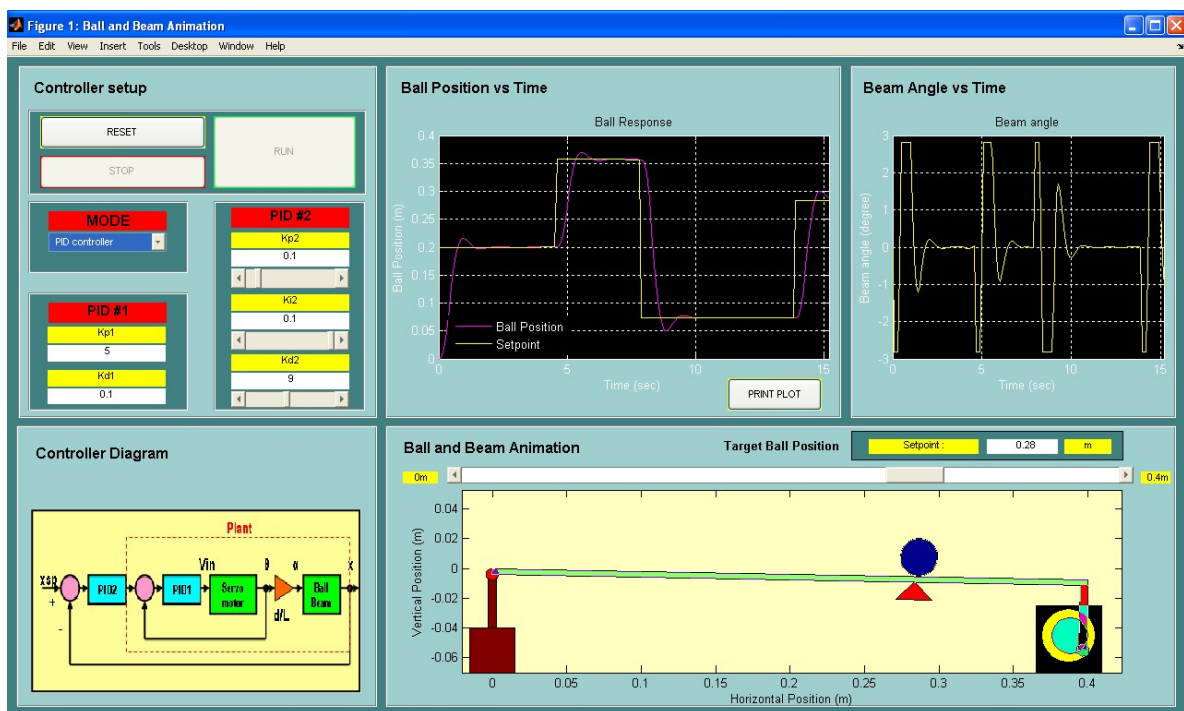 Figure 1: Ball and Beam Animation
File Edit View Insert Tools Desktop Window Help
Controller setup
RESET
STOP
RUN
MODE
PID controller
PID #1
Kp1
5
Kd1
0.1
PID #2
Kp2
0.1
Ki2
0.1
Kd2
9
Ball Position vs Time
Ball Response
0.4
0.35
0.3
0.25
0.2
0.15
0.1
0.05
0
Ball Position (m)
Ball Position
Setpoint
0 5 10 15
Time (sec)
PRINT PLOT
Beam Angle vs Time
Beam angle
3
2
1
0
-1
-2
-3
Beam angle (degree)
0 5 10 15
Time (sec)
Controller Diagram
Plant
xsp
+
-
PID2
PID1
Vin
Servo motor
θ
d/L
α
Ball Beam
x
Ball and Beam Animation
Target Ball Position
Setpoint :
0.28
m
0m
0.4m
0.04
0.02
0
-0.02
-0.04
-0.06
Vertical Position (m)
0 0.05 0.1 0.15 0.2 0.25 0.3 0.35 0.4
Horizontal Position (m)